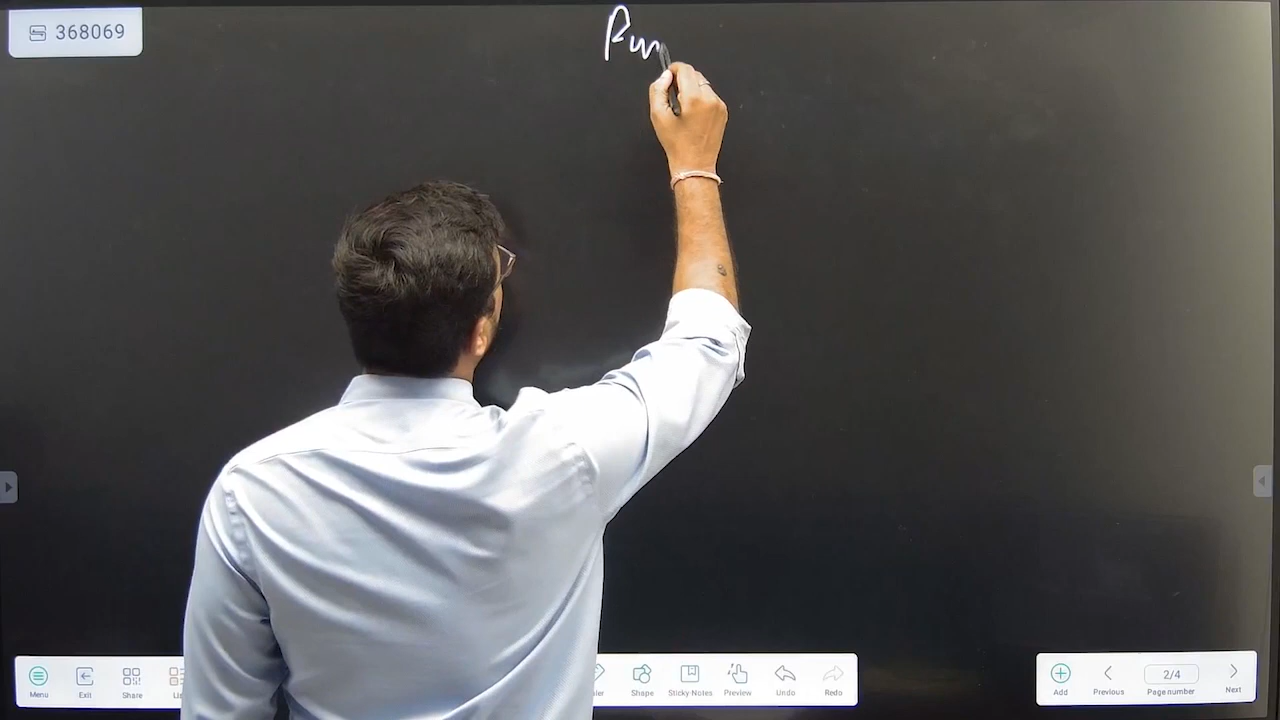 368069
Menu
Exit
Share
Shape
Sticky Notes
Preview
Undo
Redo
Add
Previous
2/4
Page number
Next